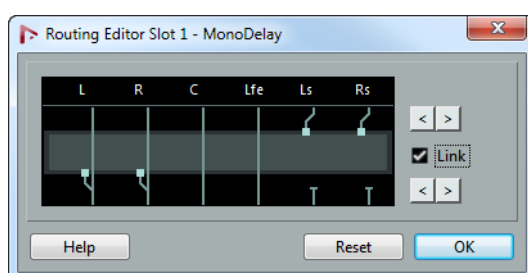 Routing Editor Slot 1 - MonoDelay
L R C Lfe Ls Rs
< >
Link
< >
Help Reset OK